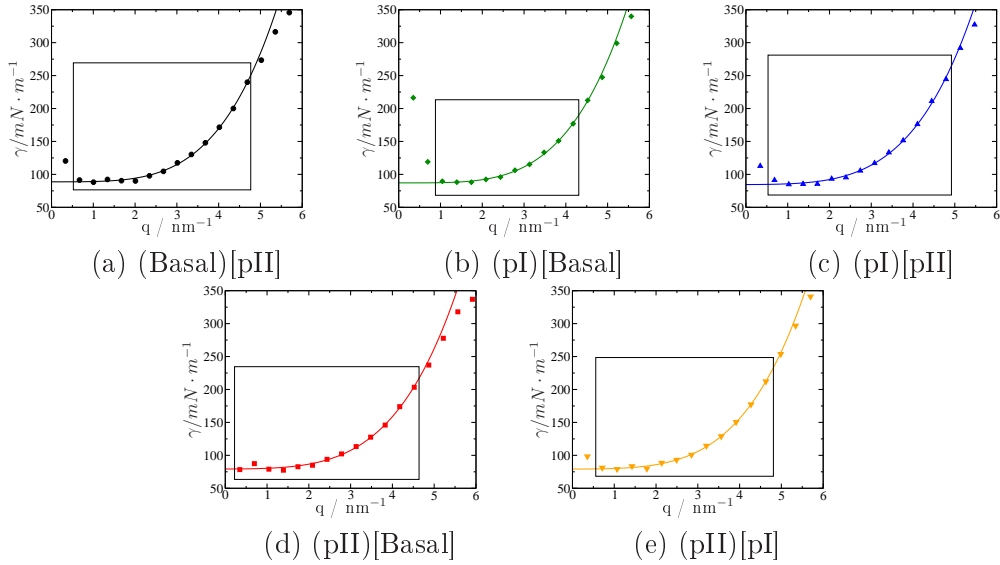 350
300
250
200
150
100
50
γ/mN · m⁻¹
0 1 2 3 4 5 6
q / nm⁻¹
(a) (Basal)[pII]
350
300
250
200
150
100
50
γ/mN · m⁻¹
0 1 2 3 4 5 6
q / nm⁻¹
(b) (pI)[Basal]
350
300
250
200
150
100
50
γ/mN · m⁻¹
0 1 2 3 4 5 6
q / nm⁻¹
(c) (pI)[pII]
350
300
250
200
150
100
50
γ/mN · m⁻¹
0 1 2 3 4 5 6
q / nm⁻¹
(d) (pII)[Basal]
350
300
250
200
150
100
50
γ/mN · m⁻¹
0 1 2 3 4 5 6
q / nm⁻¹
(e) (pII)[pI]